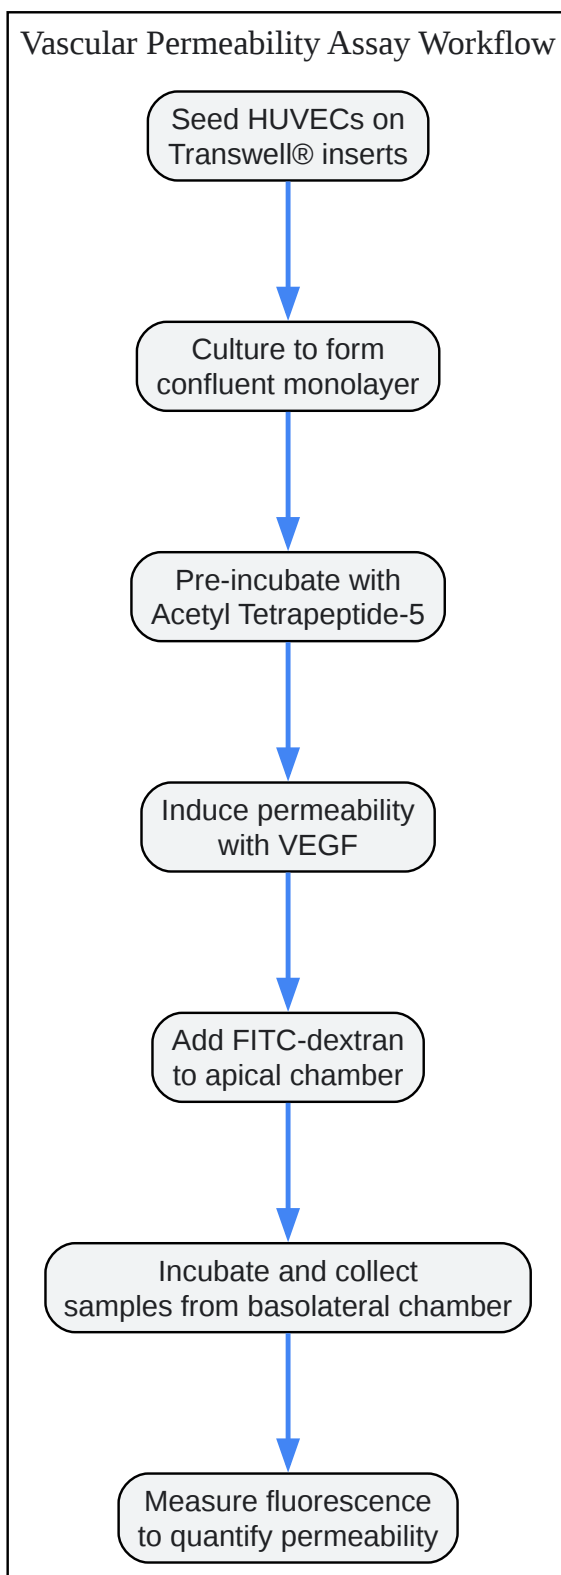 Vascular Permeability Assay Workflow
Seed HUVECs on
Transwell® inserts
Culture to form
confluent monolayer
Pre-incubate with
Acetyl Tetrapeptide-5
Induce permeability
with VEGF
Add FITC-dextran
to apical chamber
Incubate and collect
samples from basolateral chamber
Measure fluorescence
to quantify permeability